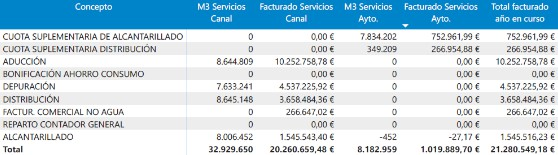 Concepto M3 Servicios Canal Facturado Servicios Canal M3 Servicios Ayto. Facturado Servicios Ayto. Total facturado año en curso
CUOTA SUPLEMENTARIA DE ALCANTARILLADO 0 0,00 € 7.834.202 752.961,99 € 752.961,99 €
CUOTA SUPLEMENTARIA DISTRIBUCIÓN 0 0,00 € 349.209 266.954,88 € 266.954,88 €
ADUCCIÓN 8.644.809 10.252.758,78 € 0 0,00 € 10.252.758,78 €
BONIFICACIÓN AHORRO CONSUMO 0 0,00 € 0 0,00 € 0,00 €
DEPURACIÓN 7.633.241 4.537.225,92 € 0 0,00 € 4.537.225,92 €
DISTRIBUCIÓN 8.645.148 3.658.484,36 € 0 0,00 € 3.658.484,36 €
FACTUR. COMERCIAL NO AGUA 0 266.647,02 € 0 0,00 € 266.647,02 €
REPARTO CONTADOR GENERAL 0 0,00 € 0 0,00 € 0,00 €
ALCANTARILLADO 8.006.452 1.545.543,40 € -452 -27,17 € 1.545.516,23 €
Total 32.929.650 20.260.659,48 € 8.182.959 1.019.889,70 € 21.280.549,18 €